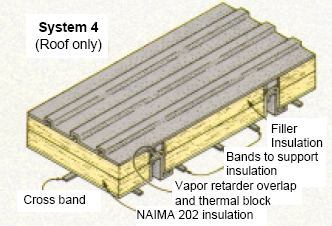 System 4
(Roof only)
Filler
Insulation
Bands to support
insulation
Vapor retarder overlap
and thermal block
Cross band
NAIMA 202 insulation